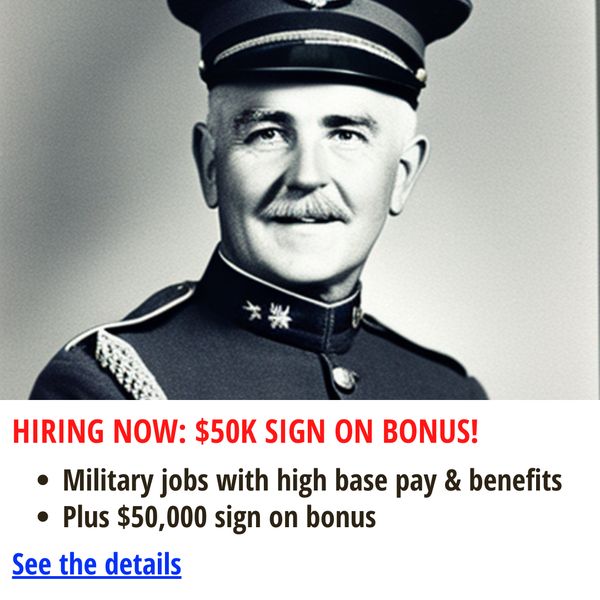 HIRING NOW: $50K SIGN ON BONUS!
• Military jobs with high base pay & benefits
• Plus $50,000 sign on bonus
See the details